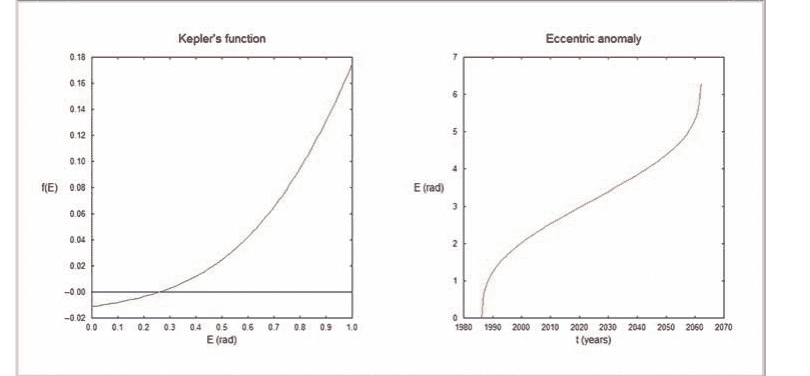 Kepler's function
0.18
0.16
0.14
0.12
0.10
0.08
0.06
0.04
0.02
−0.00
−0.02
f(E)
0.0 0.1 0.2 0.3 0.4 0.5 0.6 0.7 0.8 0.9 1.0
E (rad)
Eccentric anomaly
7
6
5
4
3
2
1
0
E (rad)
1980 1990 2000 2010 2020 2030 2040 2050 2060 2070
t (years)